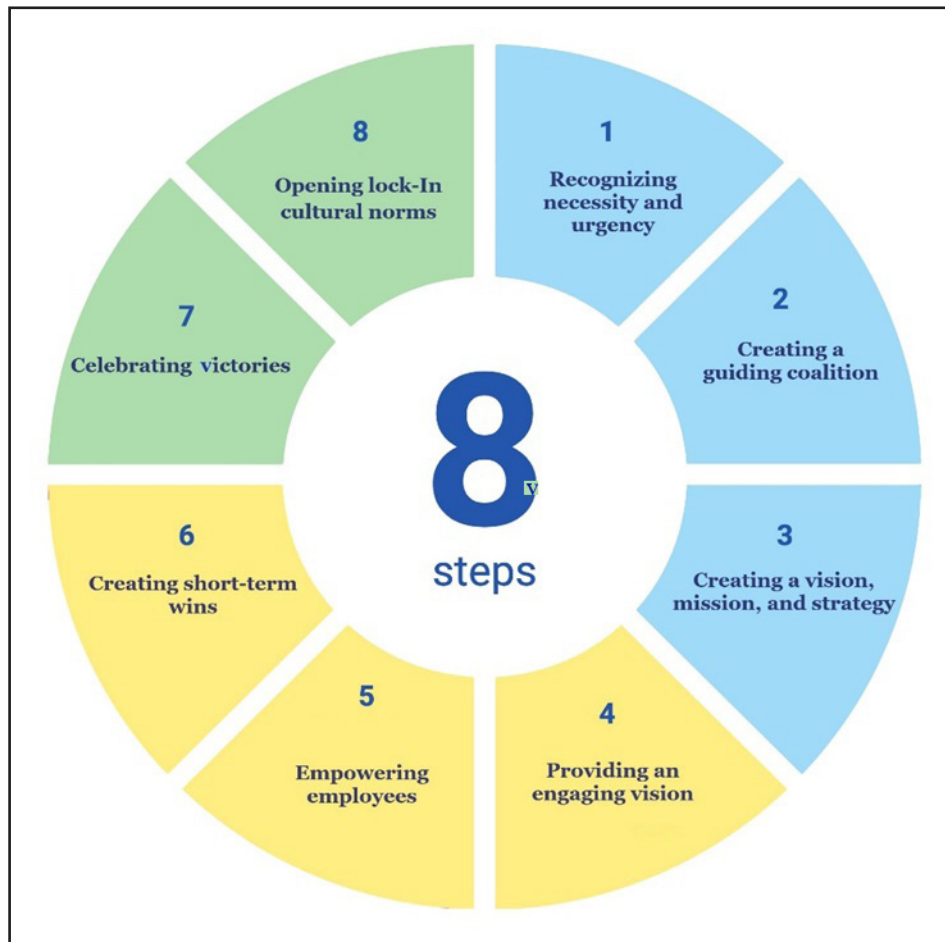 1
Recognizing
necessity and
urgency
2
Creating a
guiding coalition
3
Creating a vision,
mission, and strategy
4
Providing an
engaging vision
5
Empowering
employees
6
Creating short-term
wins
7
Celebrating victories
8
Opening lock-In
cultural norms
8
v
steps